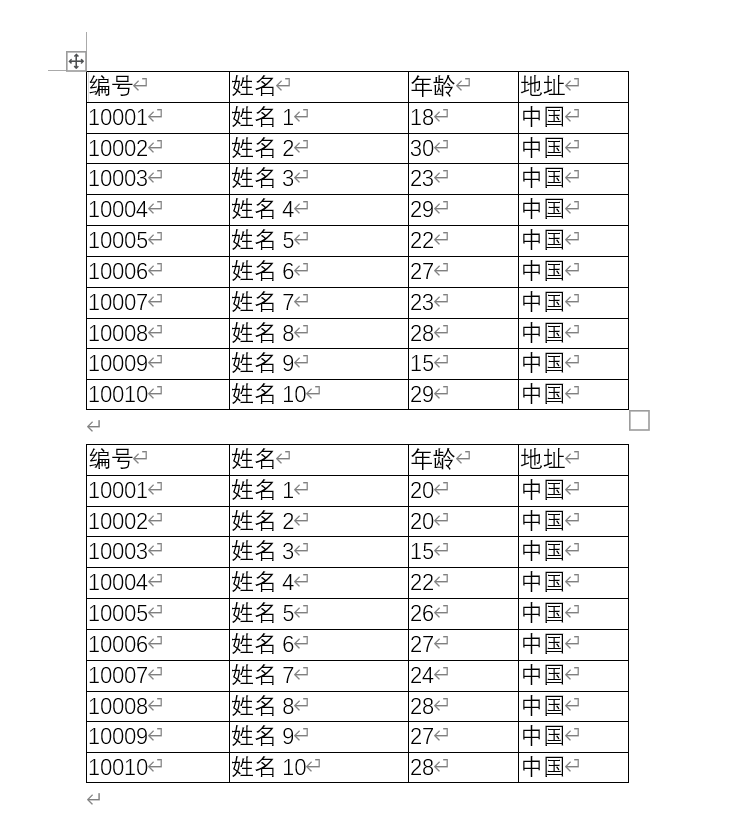 编号 姓名 年龄 地址
10001 姓名 1 18 中国
10002 姓名 2 30 中国
10003 姓名 3 23 中国
10004 姓名 4 29 中国
10005 姓名 5 22 中国
10006 姓名 6 27 中国
10007 姓名 7 23 中国
10008 姓名 8 28 中国
10009 姓名 9 15 中国
10010 姓名 10 29 中国
编号 姓名 年龄 地址
10001 姓名 1 20 中国
10002 姓名 2 20 中国
10003 姓名 3 15 中国
10004 姓名 4 22 中国
10005 姓名 5 26 中国
10006 姓名 6 27 中国
10007 姓名 7 24 中国
10008 姓名 8 28 中国
10009 姓名 9 27 中国
10010 姓名 10 28 中国